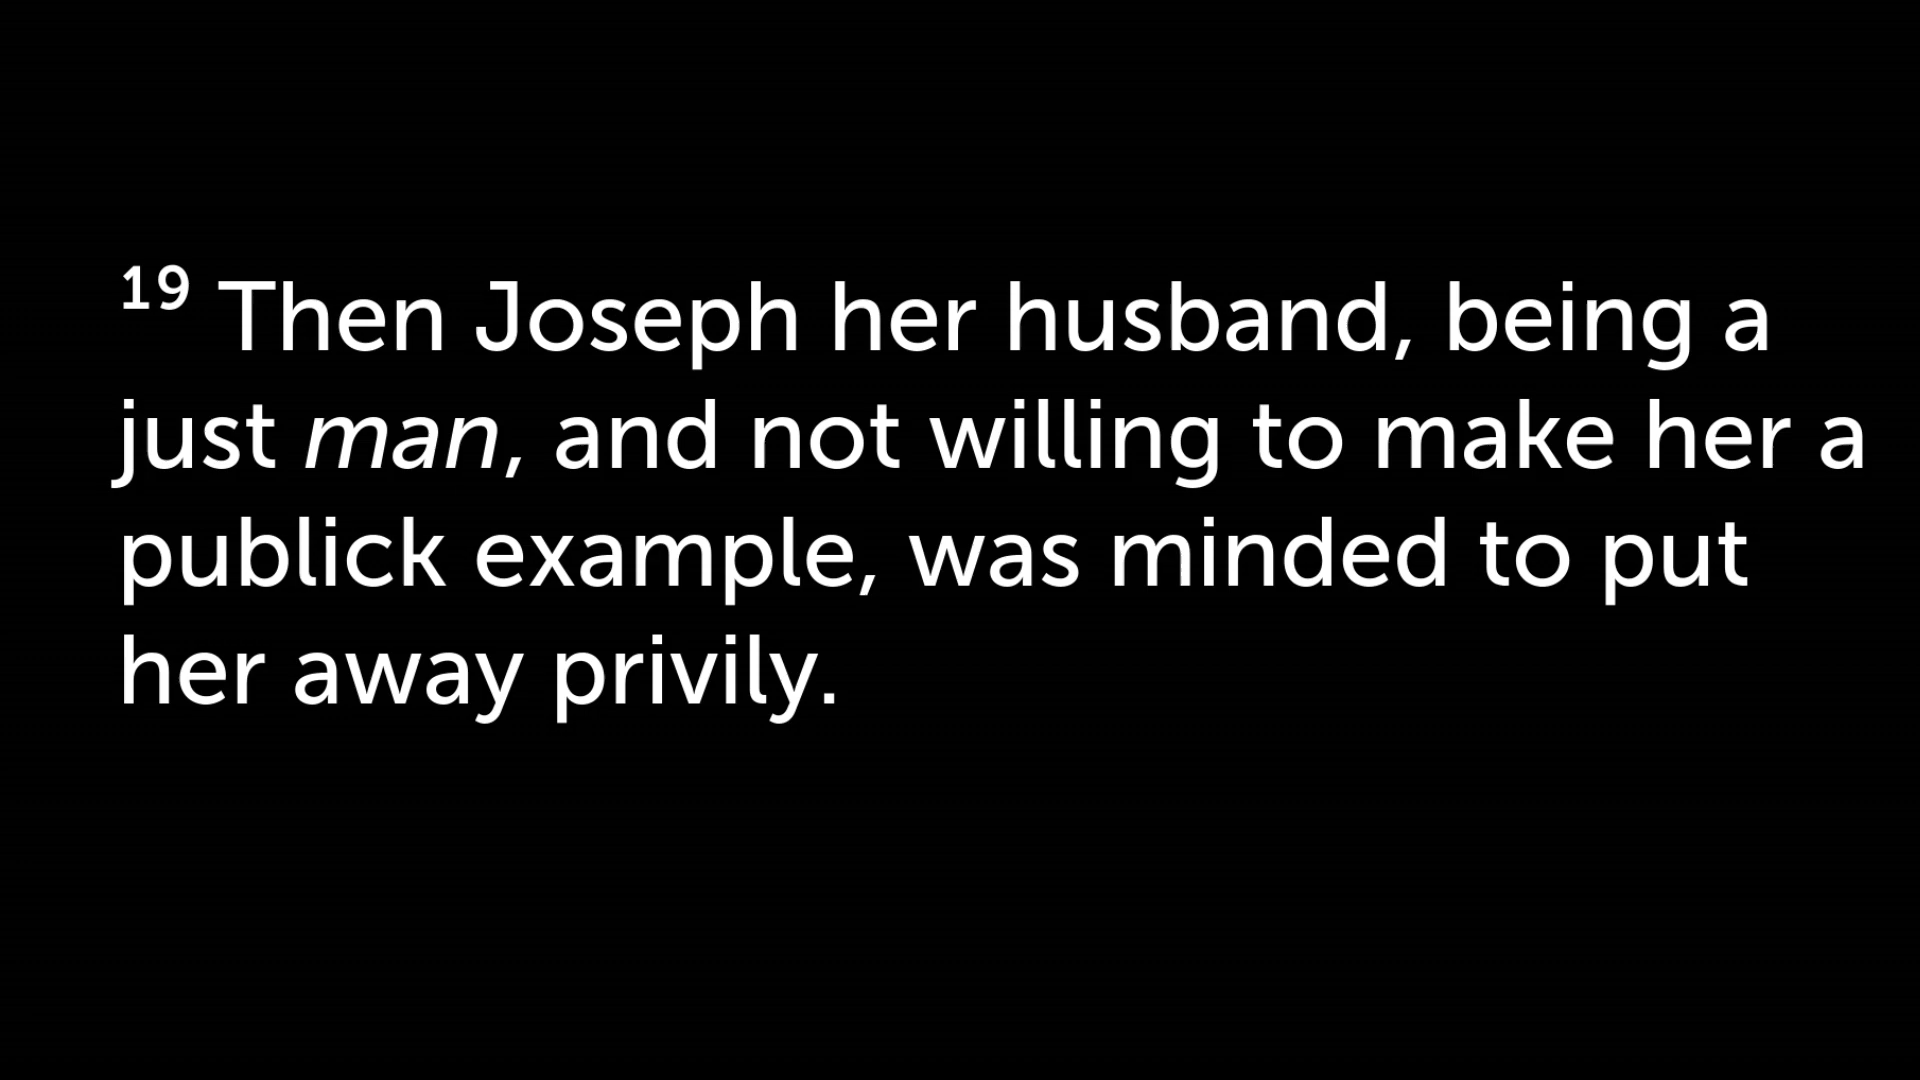 19 Then Joseph her husband, being a
just man, and not willing to make her a
publick example, was minded to put
her away privily.